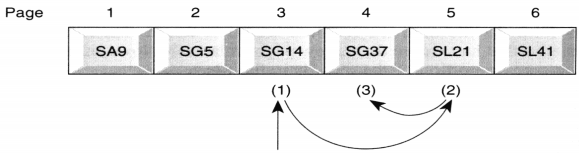 Page 1 2 3 4 5 6
SA9 SG5 SG14 SG37 SL21 SL41
(1) (3) (2)